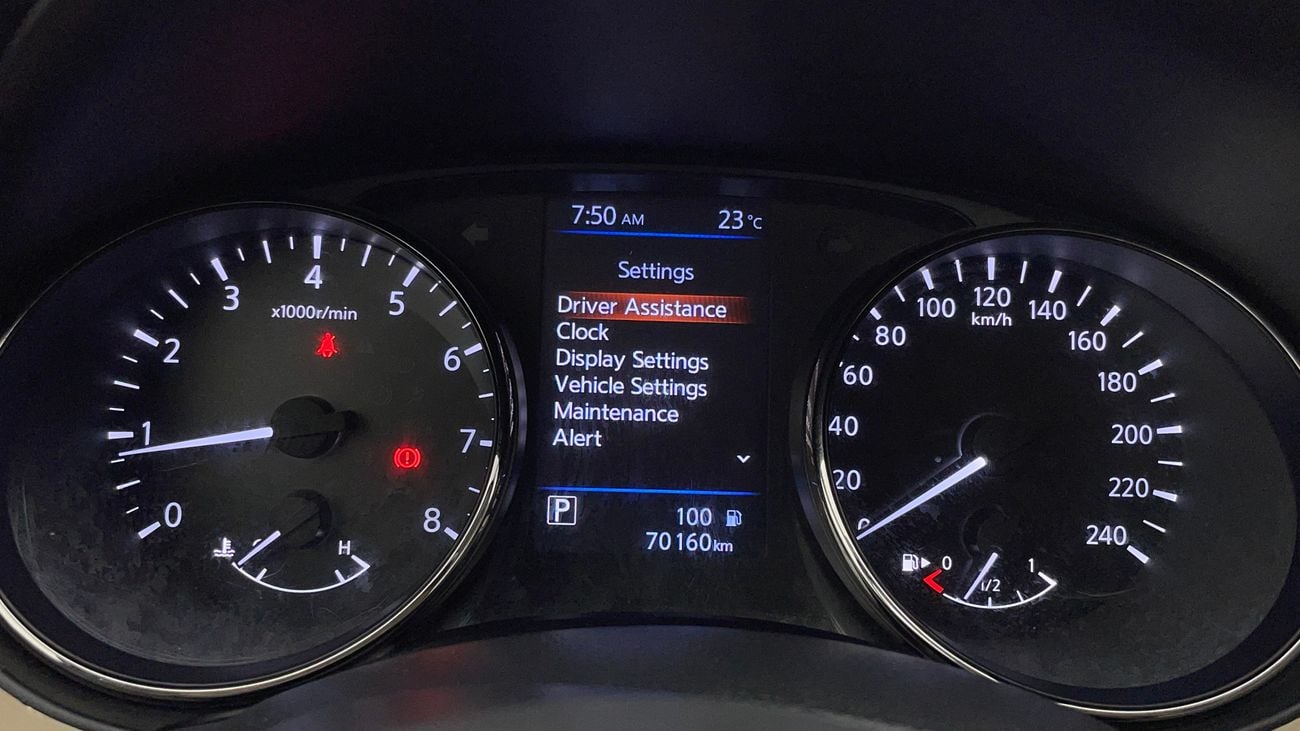 0
1
2
3
4
5
6
7
8
x1000r/min
H
7:50 AM 23°C
Settings
Driver Assistance
Clock
Display Settings
Vehicle Settings
Maintenance
Alert
P 100
70160km
0
20
40
60
80
100
120
140
160
180
200
220
240
km/h
0 1/2 1